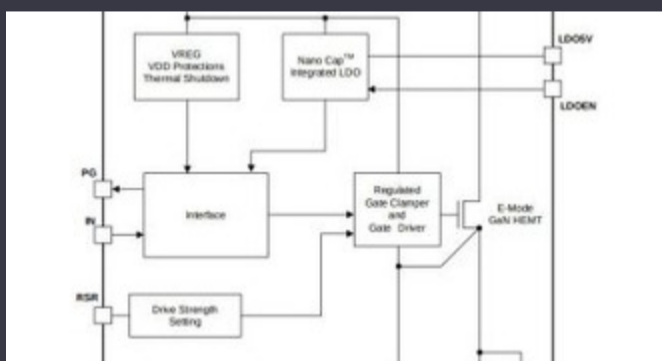 LDO5V
VREG
VDD Protections
Thermal Shutdown
Nano Cap™
Integrated LDO
LDOEN
PG
Interface
Regulated
Gate Clamper
and
Gate Driver
E-Mode
GaN HEMT
IN
RSR
Drive Strength
Setting